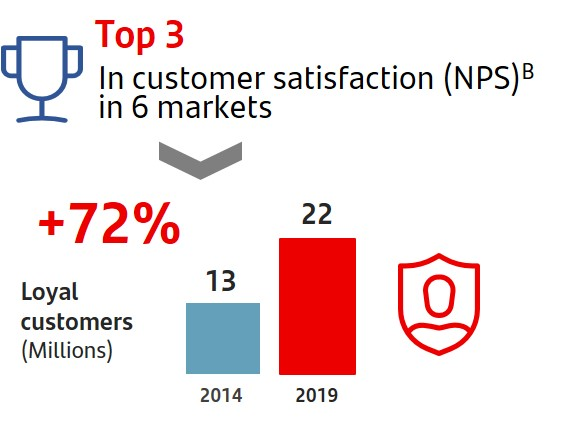 Top 3
In customer satisfaction (NPS)B
in 6 markets
+72%
22
13
Loyal
customers
(Millions)
2014 2019